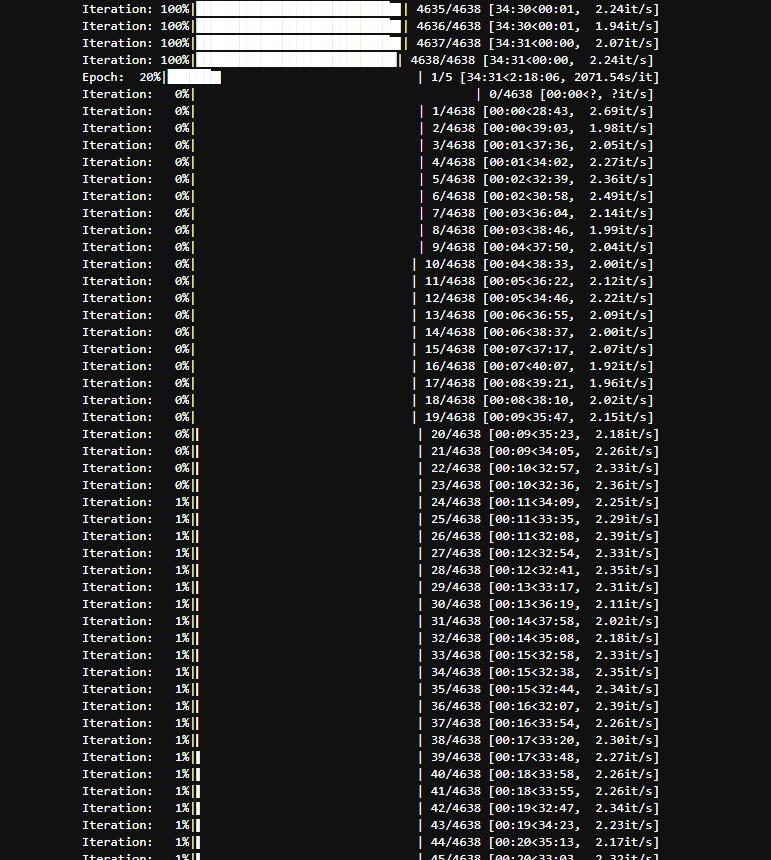 Iteration: 100%|██████████| 4635/4638 [34:30<00:01,  2.24it/s]
Iteration: 100%|██████████| 4636/4638 [34:30<00:01,  1.94it/s]
Iteration: 100%|██████████| 4637/4638 [34:31<00:00,  2.07it/s]
Iteration: 100%|██████████| 4638/4638 [34:31<00:00,  2.24it/s]
Epoch:  20%|██        | 1/5 [34:31<2:18:06, 2071.54s/it]
Iteration:   0%|          | 0/4638 [00:00<?, ?it/s]
Iteration:   0%|          | 1/4638 [00:00<28:43,  2.69it/s]
Iteration:   0%|          | 2/4638 [00:00<39:03,  1.98it/s]
Iteration:   0%|          | 3/4638 [00:01<37:36,  2.05it/s]
Iteration:   0%|          | 4/4638 [00:01<34:02,  2.27it/s]
Iteration:   0%|          | 5/4638 [00:02<32:39,  2.36it/s]
Iteration:   0%|          | 6/4638 [00:02<30:58,  2.49it/s]
Iteration:   0%|          | 7/4638 [00:03<36:04,  2.14it/s]
Iteration:   0%|          | 8/4638 [00:03<38:46,  1.99it/s]
Iteration:   0%|          | 9/4638 [00:04<37:50,  2.04it/s]
Iteration:   0%|          | 10/4638 [00:04<38:33,  2.00it/s]
Iteration:   0%|          | 11/4638 [00:05<36:22,  2.12it/s]
Iteration:   0%|          | 12/4638 [00:05<34:46,  2.22it/s]
Iteration:   0%|          | 13/4638 [00:06<36:55,  2.09it/s]
Iteration:   0%|          | 14/4638 [00:06<38:37,  2.00it/s]
Iteration:   0%|          | 15/4638 [00:07<37:17,  2.07it/s]
Iteration:   0%|          | 16/4638 [00:07<40:07,  1.92it/s]
Iteration:   0%|          | 17/4638 [00:08<39:21,  1.96it/s]
Iteration:   0%|          | 18/4638 [00:08<38:10,  2.02it/s]
Iteration:   0%|          | 19/4638 [00:09<35:47,  2.15it/s]
Iteration:   0%|          | 20/4638 [00:09<35:23,  2.18it/s]
Iteration:   0%|          | 21/4638 [00:09<34:05,  2.26it/s]
Iteration:   0%|          | 22/4638 [00:10<32:57,  2.33it/s]
Iteration:   0%|          | 23/4638 [00:10<32:36,  2.36it/s]
Iteration:   1%|          | 24/4638 [00:11<34:09,  2.25it/s]
Iteration:   1%|          | 25/4638 [00:11<33:35,  2.29it/s]
Iteration:   1%|          | 26/4638 [00:11<32:08,  2.39it/s]
Iteration:   1%|          | 27/4638 [00:12<32:54,  2.33it/s]
Iteration:   1%|          | 28/4638 [00:12<32:41,  2.35it/s]
Iteration:   1%|          | 29/4638 [00:13<33:17,  2.31it/s]
Iteration:   1%|          | 30/4638 [00:13<36:19,  2.11it/s]
Iteration:   1%|          | 31/4638 [00:14<37:58,  2.02it/s]
Iteration:   1%|          | 32/4638 [00:14<35:08,  2.18it/s]
Iteration:   1%|          | 33/4638 [00:15<32:58,  2.33it/s]
Iteration:   1%|          | 34/4638 [00:15<32:38,  2.35it/s]
Iteration:   1%|          | 35/4638 [00:15<32:44,  2.34it/s]
Iteration:   1%|          | 36/4638 [00:16<32:07,  2.39it/s]
Iteration:   1%|          | 37/4638 [00:16<33:54,  2.26it/s]
Iteration:   1%|          | 38/4638 [00:17<33:20,  2.30it/s]
Iteration:   1%|          | 39/4638 [00:17<33:48,  2.27it/s]
Iteration:   1%|          | 40/4638 [00:18<33:58,  2.26it/s]
Iteration:   1%|          | 41/4638 [00:18<33:55,  2.26it/s]
Iteration:   1%|          | 42/4638 [00:19<32:47,  2.34it/s]
Iteration:   1%|          | 43/4638 [00:19<34:23,  2.23it/s]
Iteration:   1%|          | 44/4638 [00:20<35:13,  2.17it/s]
Iteration:   1%|          | 45/4638 [00:20<33:03,  2.32it/s]